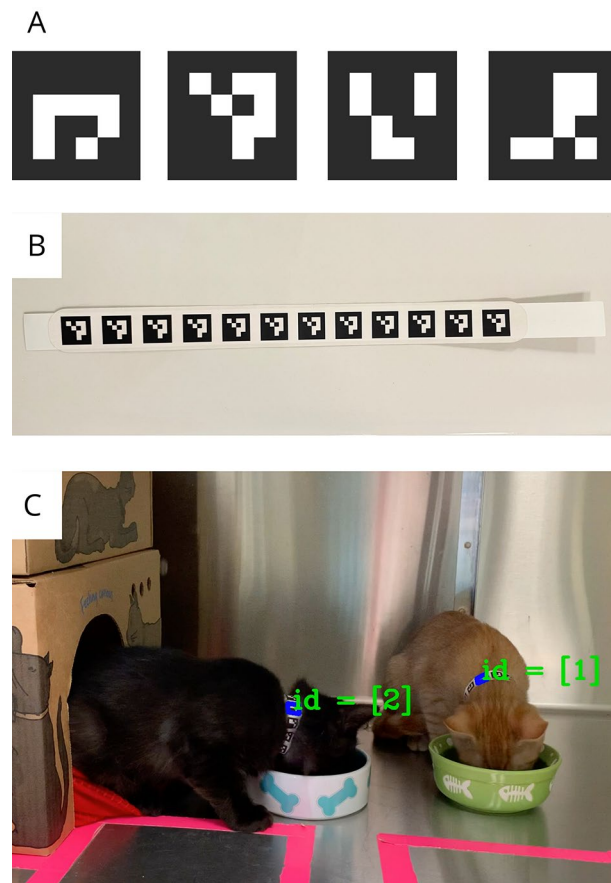 A
B
C
id = [2]
id = [1]